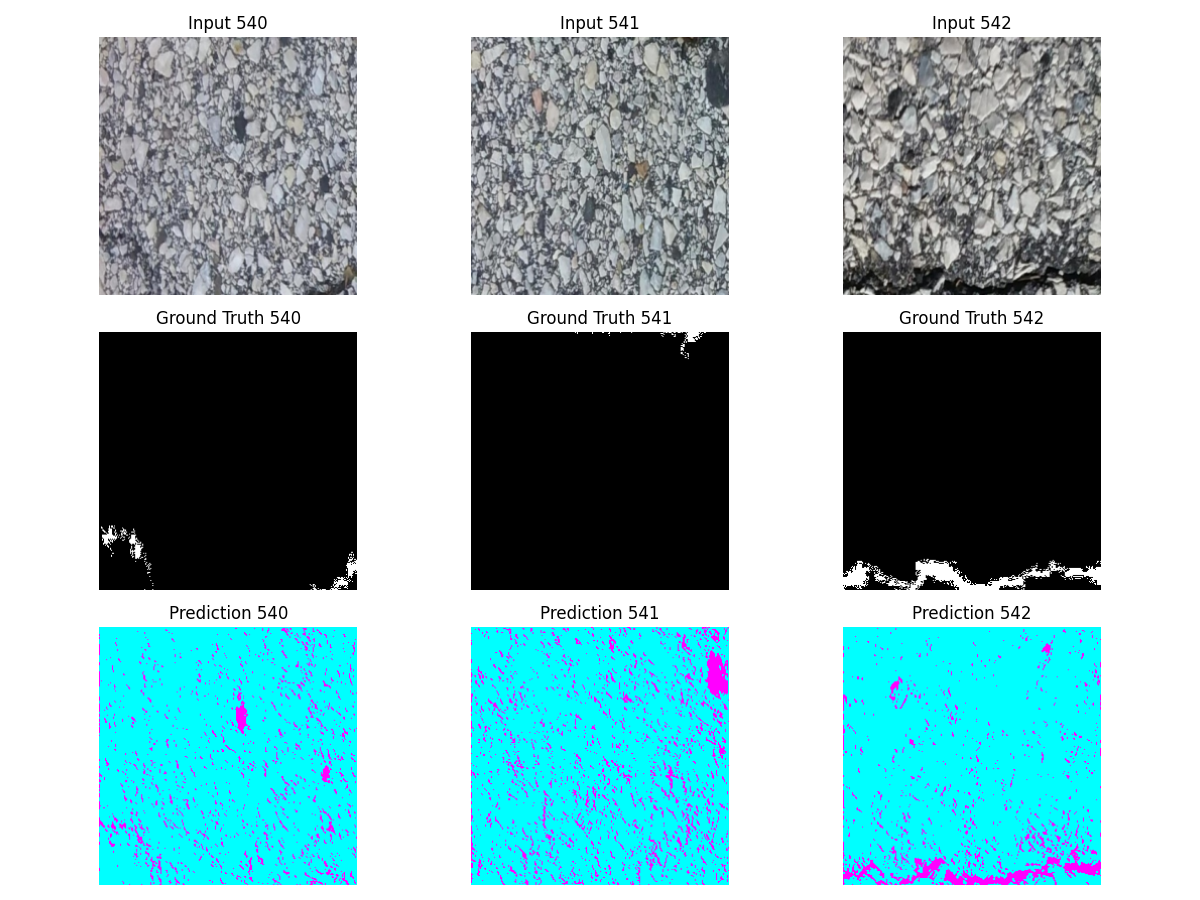 Input 540
Input 541
Input 542
Ground Truth 540
Ground Truth 541
Ground Truth 542
Prediction 540
Prediction 541
Prediction 542